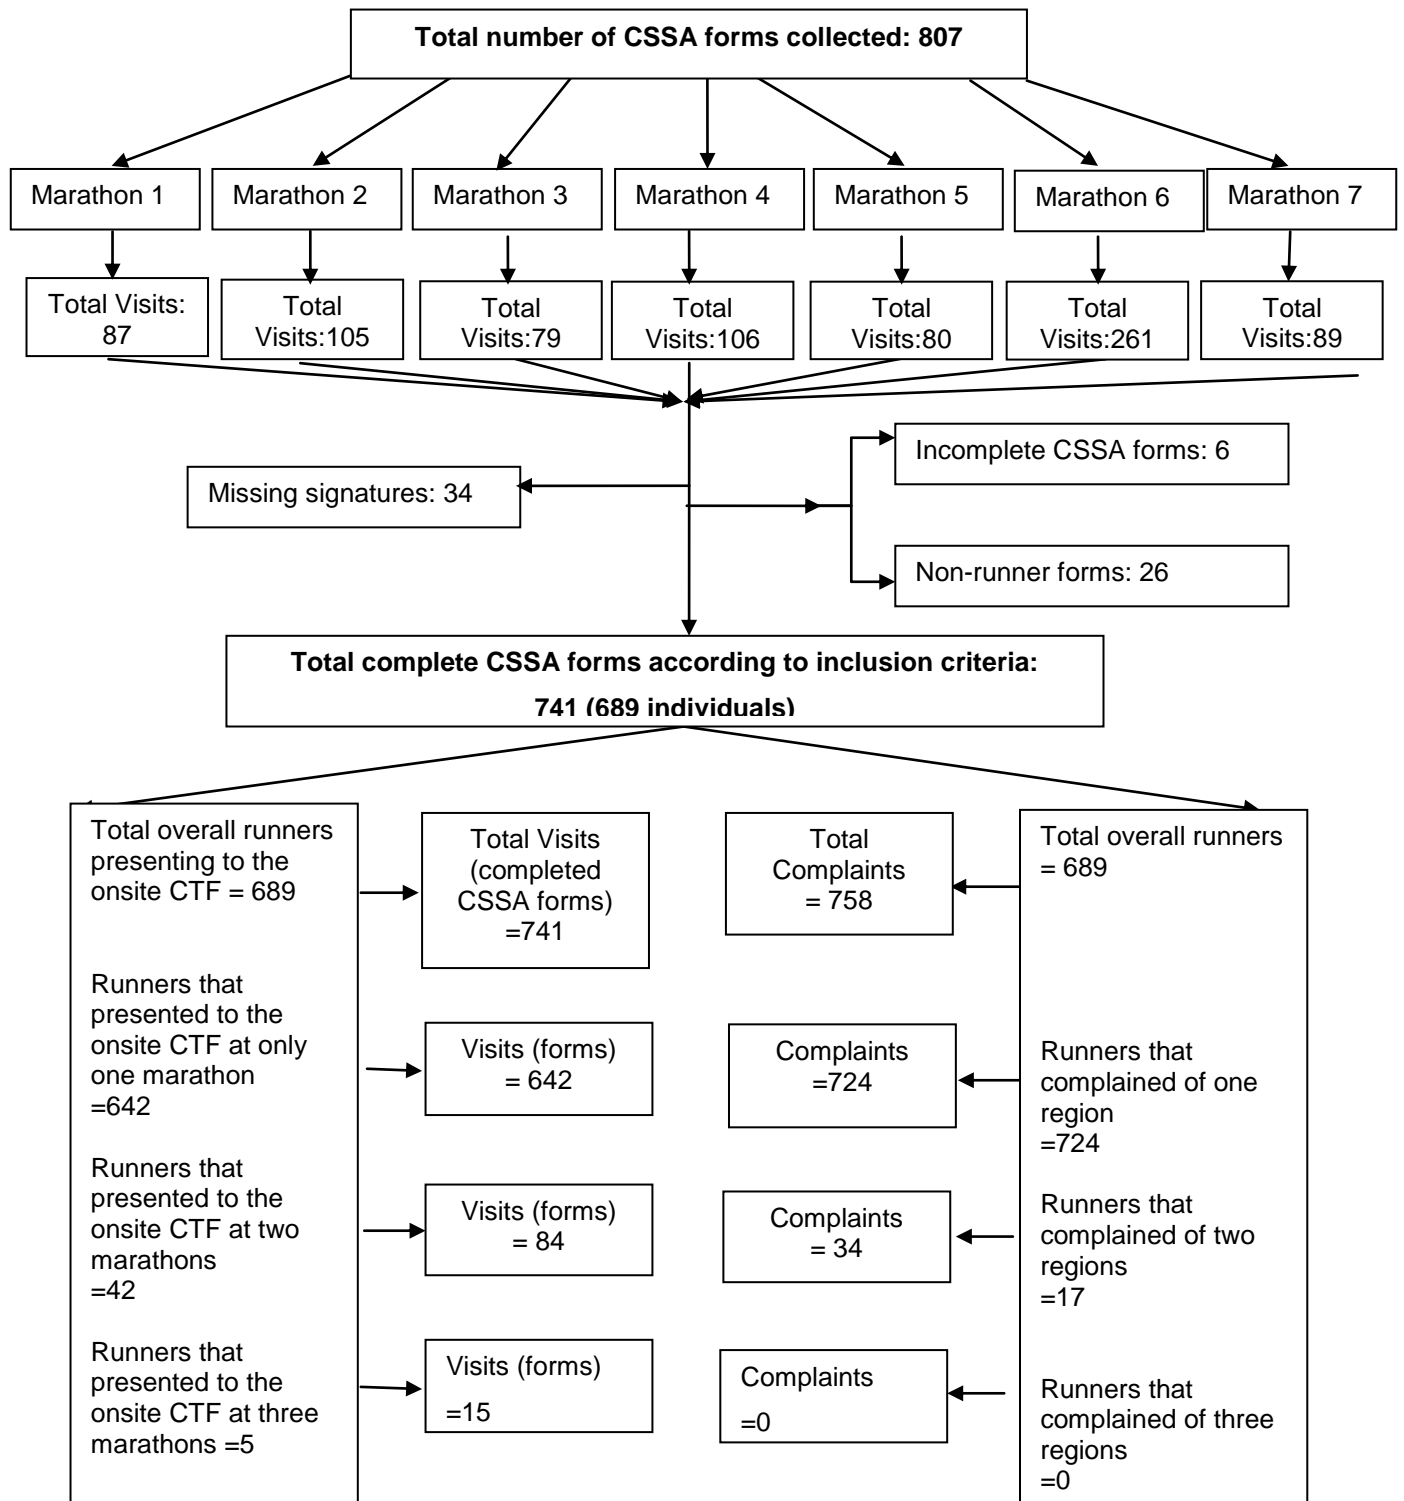 Total number of CSSA forms collected: 807
Marathon 1
Marathon 2
Marathon 3
Marathon 4
Marathon 5
Marathon 6
Marathon 7
Total Visits:
87
Total
Visits:105
Total
Visits:79
Total
Visits:106
Total
Visits:80
Total
Visits:261
Total
Visits:89
Incomplete CSSA forms: 6
Missing signatures: 34
Non-runner forms: 26
Total complete CSSA forms according to inclusion criteria:
741 (689 individuals)
Total overall runners
presenting to the
onsite CTF = 689
Total Visits
(completed
CSSA forms)
=741
Total
Complaints
= 758
Total overall runners
= 689
Runners that
presented to the
onsite CTF at only
one marathon
=642
Visits (forms)
= 642
Complaints
=724
Runners that
complained of one
region
=724
Runners that
presented to the
onsite CTF at two
marathons
=42
Visits (forms)
= 84
Complaints
= 34
Runners that
complained of two
regions
=17
Runners that
presented to the
onsite CTF at three
marathons =5
Visits (forms)
=15
Complaints
=0
Runners that
complained of three
regions
=0